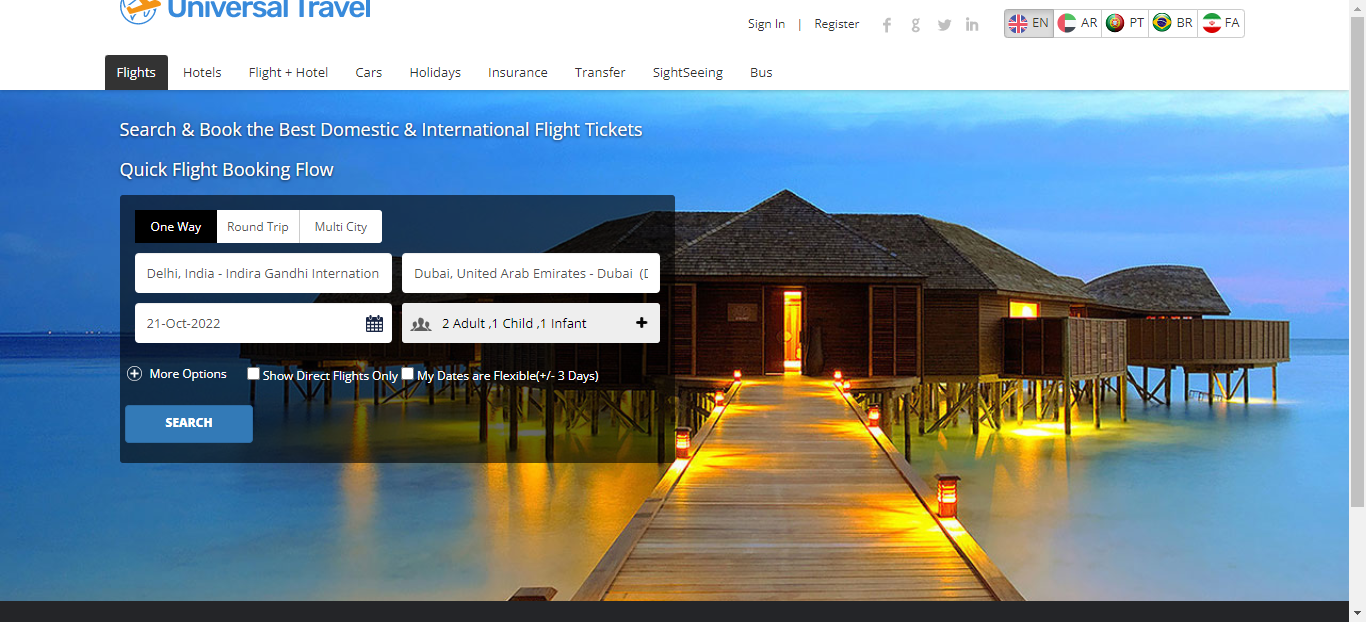 Universal Travel
Sign In | Register
EN AR PT BR FA
Flights Hotels Flight + Hotel Cars Holidays Insurance Transfer SightSeeing Bus
Search & Book the Best Domestic & International Flight Tickets
Quick Flight Booking Flow
One Way Round Trip Multi City
Delhi, India - Indira Gandhi Internation Dubai, United Arab Emirates - Dubai (D
21-Oct-2022 2 Adult ,1 Child ,1 Infant
More Options Show Direct Flights Only My Dates are Flexible(+/- 3 Days)
SEARCH